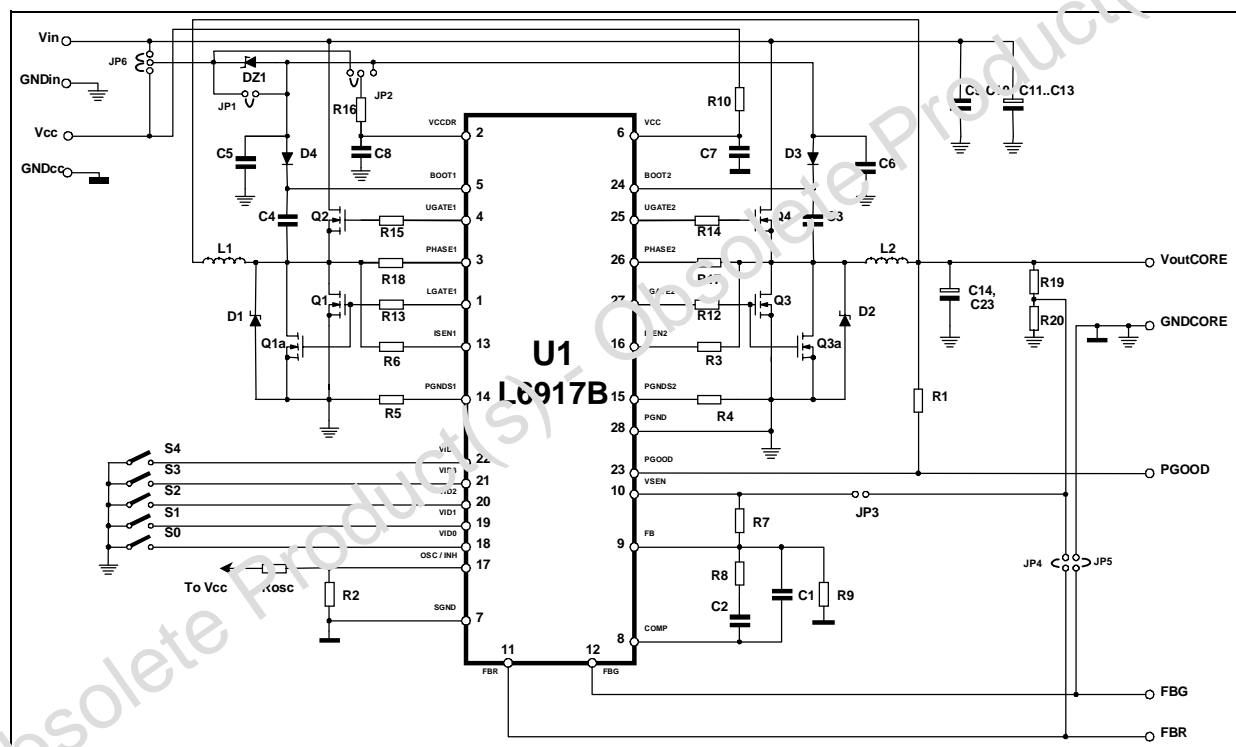 Vin
JP6
GNDin
DZ1
JP1
JP2
R16
R10
Vcc
VCCDR
2
6
VCC
GNDcc
C5
D4
C8
C7
D3
C6
BOOT1
5
24
BOOT2
C4
Q2
UGATE1
4
25
UGATE2
Q4
R15
R14
L1
PHASE1
3
26
PHASE2
L2
VoutCORE
R18
LGATE1
1
27
Q1
Q3
R13
R12
D1
D2
C14,
C23
R19
R20
GNDCORE
Q1a
ISEN1
13
16
Q3a
R6
R3
U1
L6917B
PGNDS1
14
15
PGNDS2
R5
R4
R1
28
PGND
S4
22
23
PGOOD
PGOOD
S3
21
VSEN
S2
20
10
JP3
S1
VID1
19
R7
S0
VID0
18
9
FB
OSC / INH
17
To Vcc
Rosc
R2
R8
C1
R9
JP4
JP5
C2
SGND
7
8
COMP
11
12
FBR
FBG
FBG
FBR
C11..C13
Obsolete Product(s) - Obsolete Product(s)